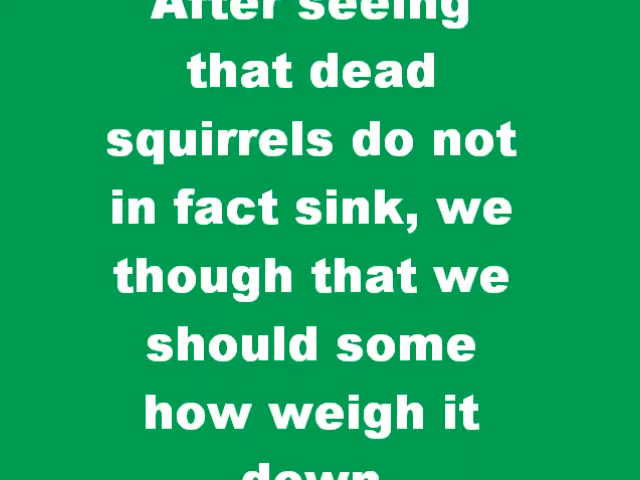 After seeing
that dead
squirrels do not
in fact sink, we
though that we
should some
how weigh it
down